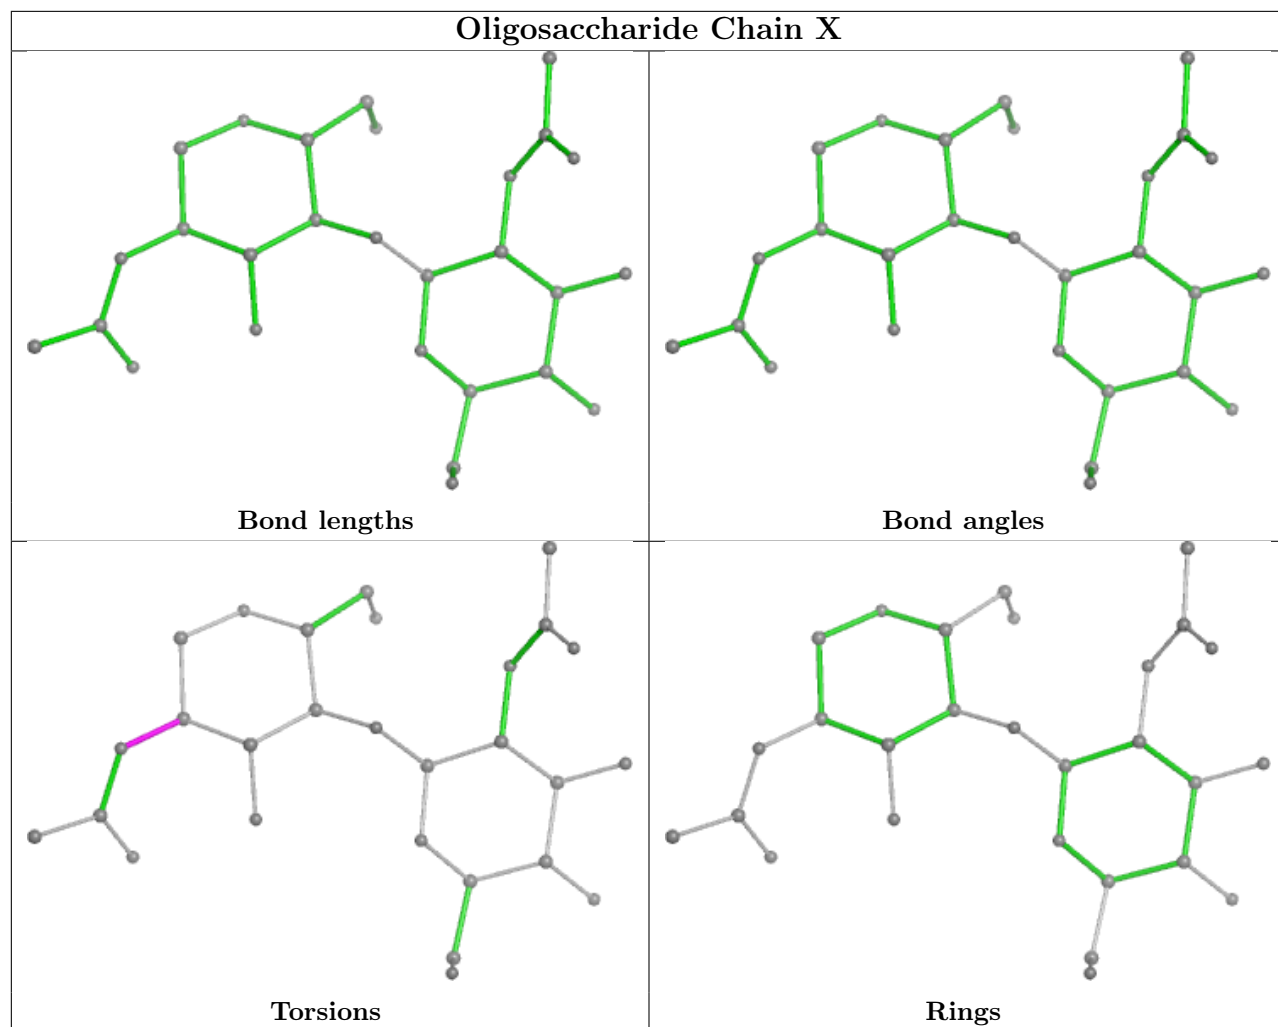 Oligosaccharide Chain X
Bond lengths
Bond angles
Torsions
Rings